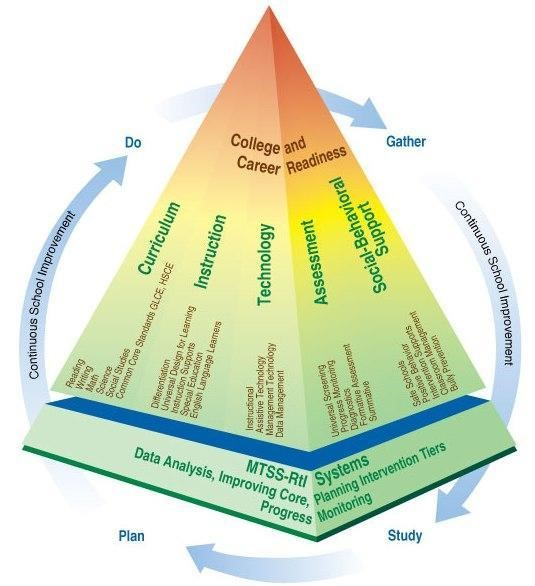 College and
Career Readiness
Do
Gather
Study
Plan
Continuous School Improvement
Continuous School Improvement
Curriculum
Reading
Writing
Math
Science
Social Studies
Common Core Standards GLCE, HSCE
Instruction
Differentiation
Universal Design for Learning
Instruction Supports
Special Education
English Language Learners
Technology
Instructional
Assistive Technology
Management Technology
Data Management
Assessment
Universal Screening
Progress Monitoring
Diagnostics
Formative Assessment
Summative
Social-Behavioral
Support
Safe Schools
Positive Behavior
Intervention Supports
Classroom Management
Bully Prevention
MTSS-RtI Systems
Data Analysis, Improving Core, Planning Intervention Tiers
Progress Monitoring